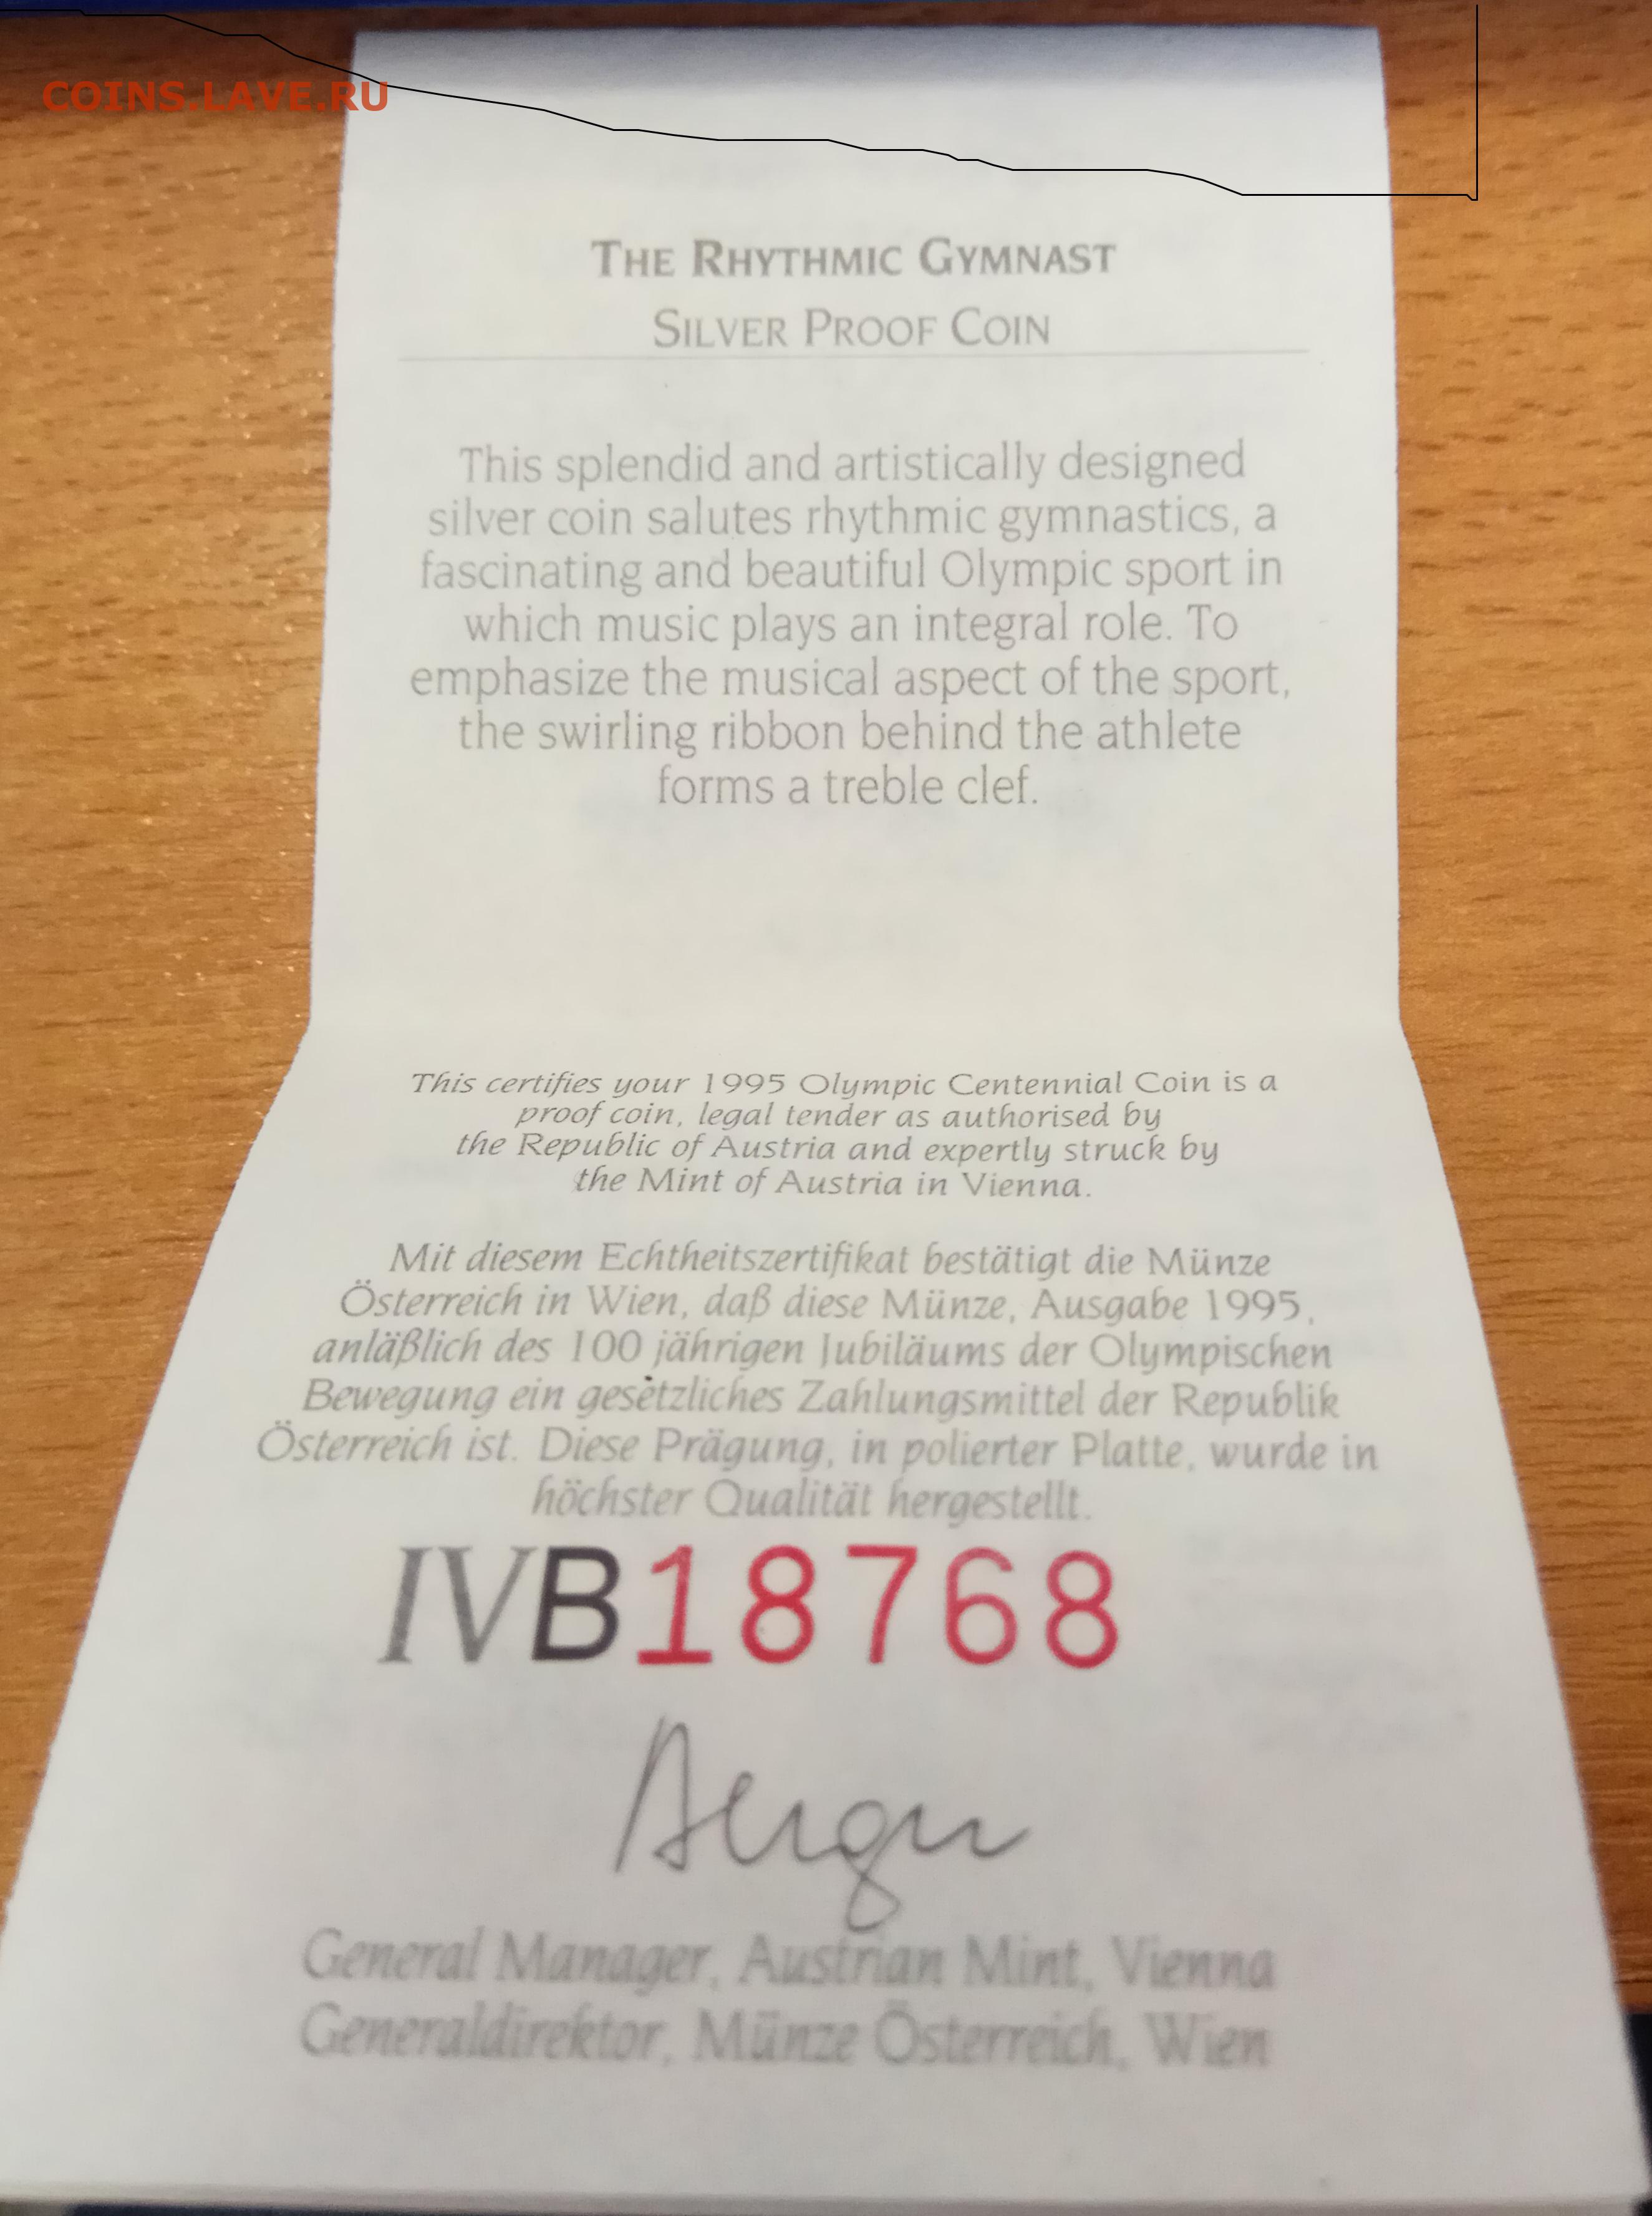 COINS.LAVE.RU
THE RHYTHMIC GYMNAST
SILVER PROOF COIN
This splendid and artistically designed
silver coin salutes rhythmic gymnastics, a
fascinating and beautiful Olympic sport in
which music plays an integral role. To
emphasize the musical aspect of the sport,
the swirling ribbon behind the athlete
forms a treble clef.
This certifies your 1995 Olympic Centennial Coin is a
proof coin, legal tender as authorised by
the Republic of Austria and expertly struck by
the Mint of Austria in Vienna.
Mit diesem Echtheitszertifikat bestätigt die Münze
Österreich in Wien, daß diese Münze, Ausgabe 1995,
anläßlich des 100 jährigen Jubiläums der Olympischen
Bewegung ein gesetzliches Zahlungsmittel der Republik
Österreich ist. Diese Prägung, in polierter Platte, wurde in
höchster Qualität hergestellt.
IVB18768
General Manager, Austrian Mint, Vienna
Generaldirektor, Münze Österreich, Wien